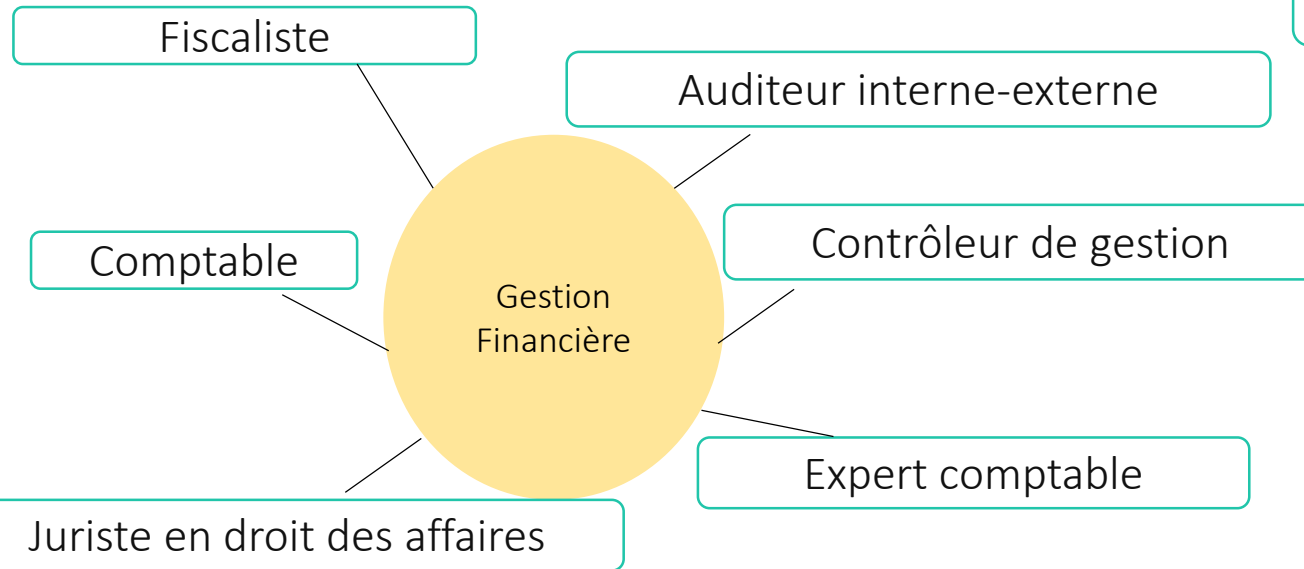 Fiscaliste
Auditeur interne-externe
Contrôleur de gestion
Comptable
Gestion
Financière
Expert comptable
Juriste en droit des affaires